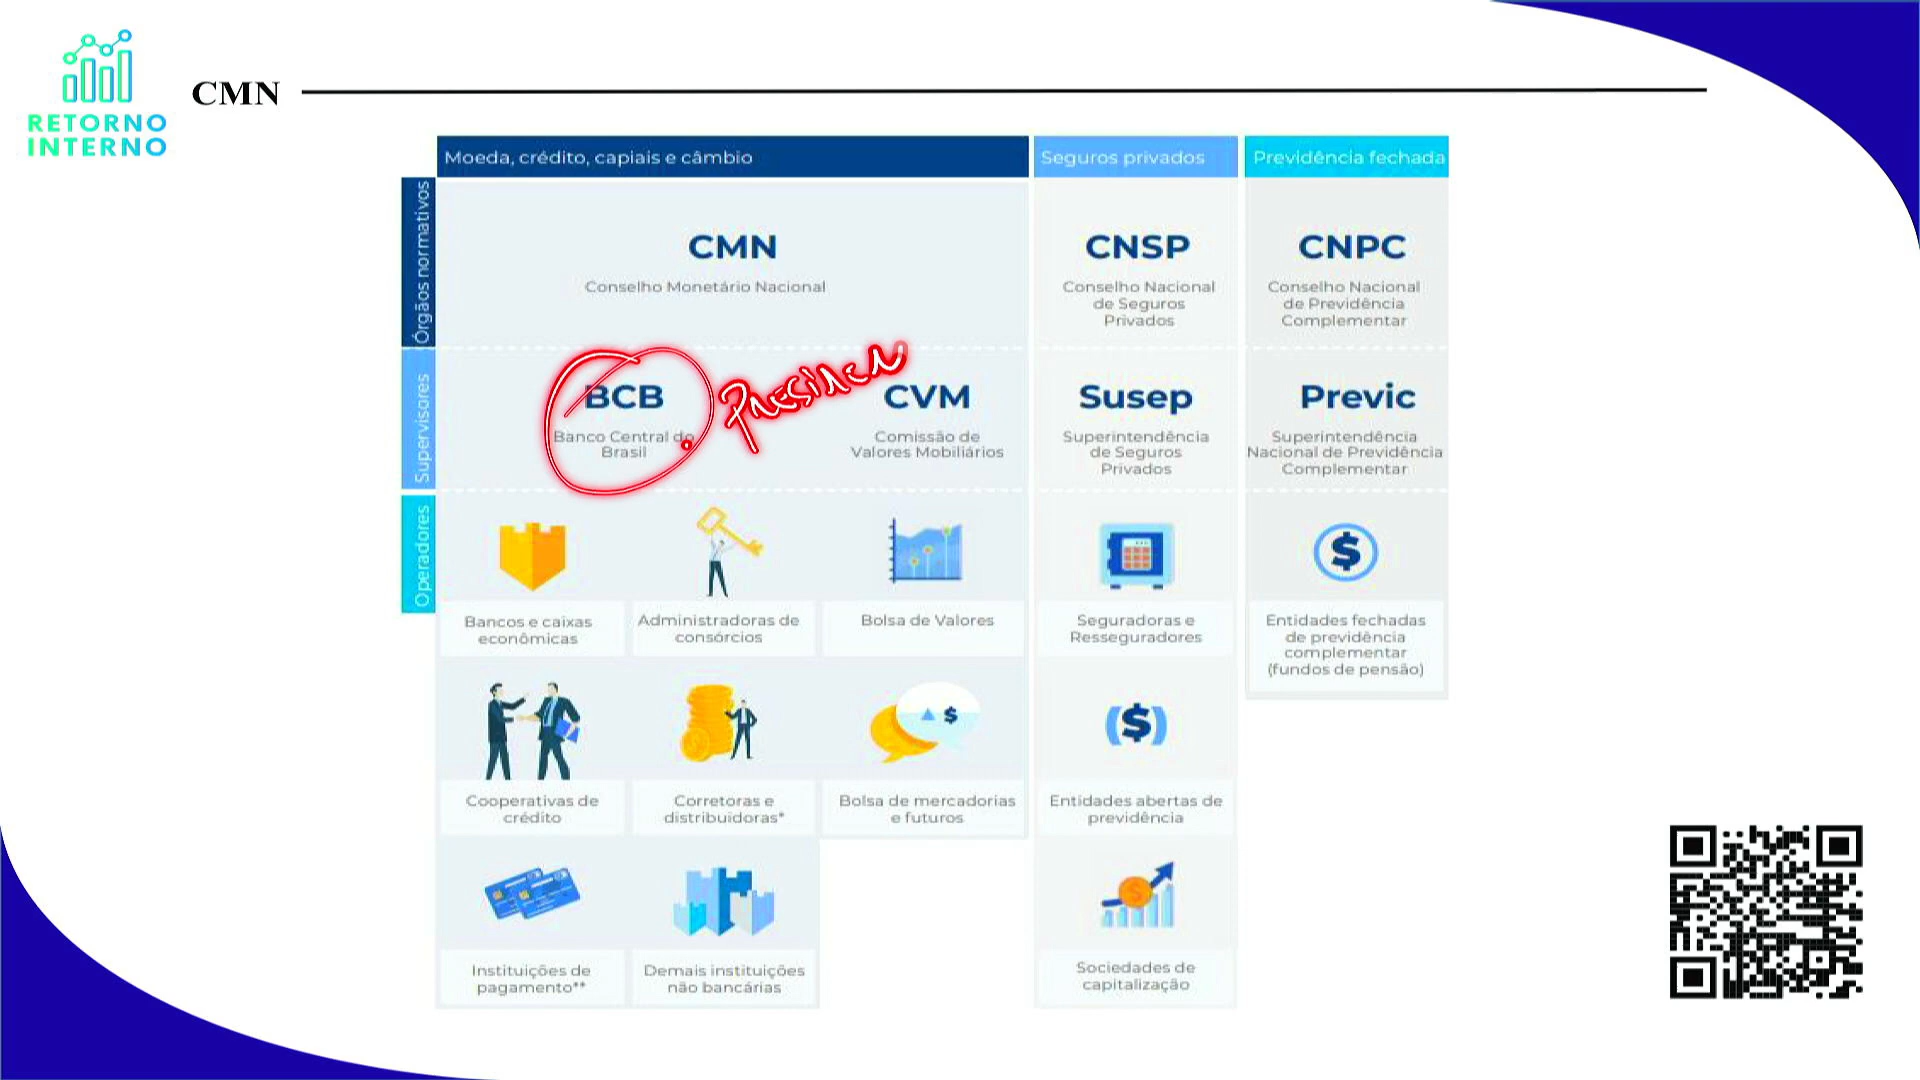 RETORNO
INTERNO
CMN
Moeda, crédito, capiais e câmbio
Seguros privados
Previdência fechada
Órgãos normativos
CMN
Conselho Monetário Nacional
CNSP
Conselho Nacional
de Seguros
Privados
CNPC
Conselho Nacional
de Previdência
Complementar
Supervisores
BCB
Banco Central do
Brasil
CVM
Comissão de
Valores Mobiliários
Susep
Superintendência
de Seguros
Privados
Previc
Superintendência
Nacional de Previdência
Complementar
Operadores
Bancos e caixas
econômicas
Administradoras de
consórcios
Bolsa de Valores
Seguradoras e
Resseguradores
Entidades fechadas
de previdência
complementar
(fundos de pensão)
Cooperativas de
crédito
Corretoras e
distribuidoras*
Bolsa de mercadorias
e futuros
Entidades abertas de
previdência
Instituições de
pagamento**
Demais instituições
não bancárias
Sociedades de
capitalização